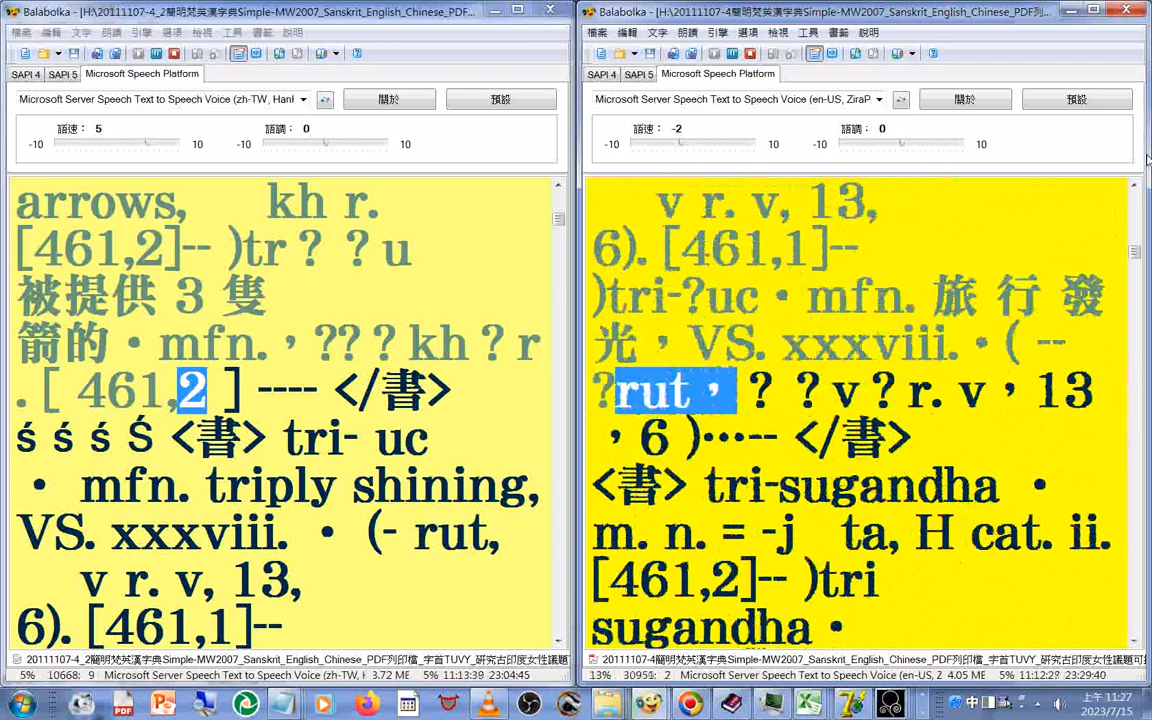 Balabolka - [H:\20111107-4_2簡明梵英漢字典Simple-MW2007_Sanskrit_English_Chinese_PDF...
檔案 編輯 文字 朗讀 引擎 選項 檢視 工具 書籤 說明
SAPI 4 SAPI 5 Microsoft Speech Platform
Microsoft Server Speech Text to Speech Voice (zh-TW, HanH 關於 預設
語速： 5 語調： 0
-10 10 -10 10
arrows, kh r.
[461,2]-- )tr ? ? u
被提供 3 隻
箭的・mfn.，??？kh？r
. [ 461,2 ] ---- </書>
ś ś ś Ś <書> tri- uc
・ mfn. triply shining,
VS. xxxviii. ・ (- rut,
v r. v, 13,
6). [461,1]--
20111107-4_2簡明梵英漢字典Simple-MW2007_Sanskrit_English_Chinese_PDF列印檔_字首TUVY_研究古印度女性議題
5% 10668: 9 Microsoft Server Speech Text to Speech Voice (zh-TW, H 3.72 ME 5% 11:13:39 23:04:45
Balabolka - [H:\20111107-4簡明梵英漢字典Simple-MW2007_Sanskrit_English_Chinese_PDF列...
檔案 編輯 文字 朗讀 引擎 選項 檢視 工具 書籤 說明
SAPI 4 SAPI 5 Microsoft Speech Platform
Microsoft Server Speech Text to Speech Voice (en-US, ZiraP 關於 預設
語速： -2 語調： 0
-10 10 -10 10
v r. v, 13,
6). [461,1]--
)tri-?uc・mfn. 旅 行 發
光，VS. xxxviii.・( --
?rut，？？v？r. v，13
，6 )…-- </書>
<書> tri-sugandha ・
m. n. = -j ta, H cat. ii.
[461,2]-- )tri
sugandha・
20111107-4簡明梵英漢字典Simple-MW2007_Sanskrit_English_Chinese_PDF列印檔_字首TUVY_研究古印度女性議題可
13% 30951: 2 Microsoft Server Speech Text to Speech Voice (en-US, Z 4.05 ME 5% 11:12:2 23:29:40
中
上午 11:27
2023/7/15